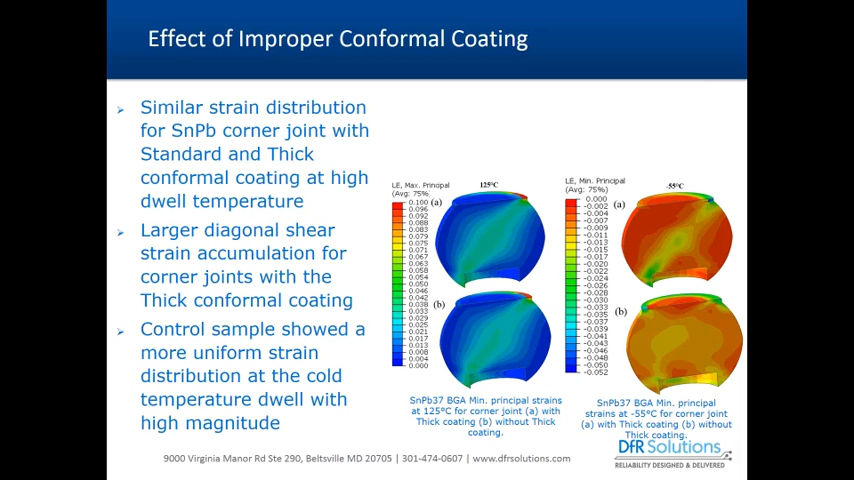 Effect of Improper Conformal Coating
Similar strain distribution
for SnPb corner joint with
Standard and Thick
conformal coating at high
dwell temperature
Larger diagonal shear
strain accumulation for
corner joints with the
Thick conformal coating
Control sample showed a
more uniform strain
distribution at the cold
temperature dwell with
high magnitude
LE, Max. Principal
(Avg: 75%)
125°C
(a)
0.100
0.096
0.092
0.088
0.083
0.079
0.075
0.071
0.067
0.063
0.058
0.054
0.050
0.046
0.042
0.038
0.033
0.029
0.025
0.021
0.017
0.013
0.008
0.004
0.000
(b)
SnPb37 BGA Min. principal strains
at 125°C for corner joint (a) with
Thick coating (b) without Thick
coating.
LE, Min. Principal
(Avg: 75%)
-55°C
(a)
0.000
-0.002
-0.004
-0.007
-0.009
-0.011
-0.013
-0.015
-0.017
-0.020
-0.022
-0.024
-0.026
-0.028
-0.030
-0.033
-0.035
-0.037
-0.039
-0.041
-0.043
-0.046
-0.048
-0.050
-0.052
(b)
SnPb37 BGA Min. principal
strains at -55°C for corner joint
(a) with Thick coating (b) without
Thick coating.
DfR Solutions
RELIABILITY DESIGNED & DELIVERED
9000 Virginia Manor Rd Ste 290, Beltsville MD 20705 | 301-474-0607 | www.dfrsolutions.com